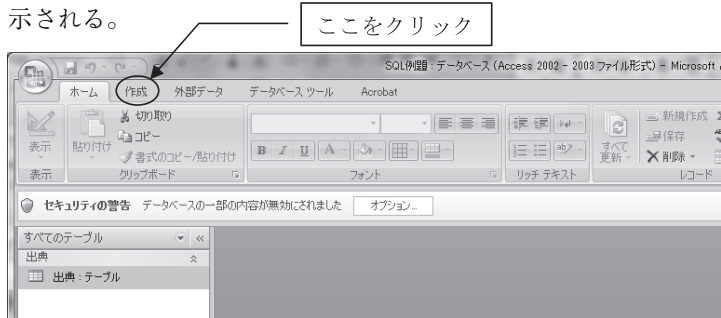 示される。
ここをクリック
SQL例題 : データベース (Access 2002 - 2003 ファイル形式) - Microsoft
ホーム 作成 外部データ データベース ツール Acrobat
表示 貼り付け 切り取り コピー 書式のコピー/貼り付け
B I U A ab
すべて更新 新規作成 保存 削除
表示 クリップボード フォント リッチ テキスト レコード
セキュリティの警告 データベースの一部の内容が無効にされました オプション...
すべてのテーブル
出典
出典 : テーブル